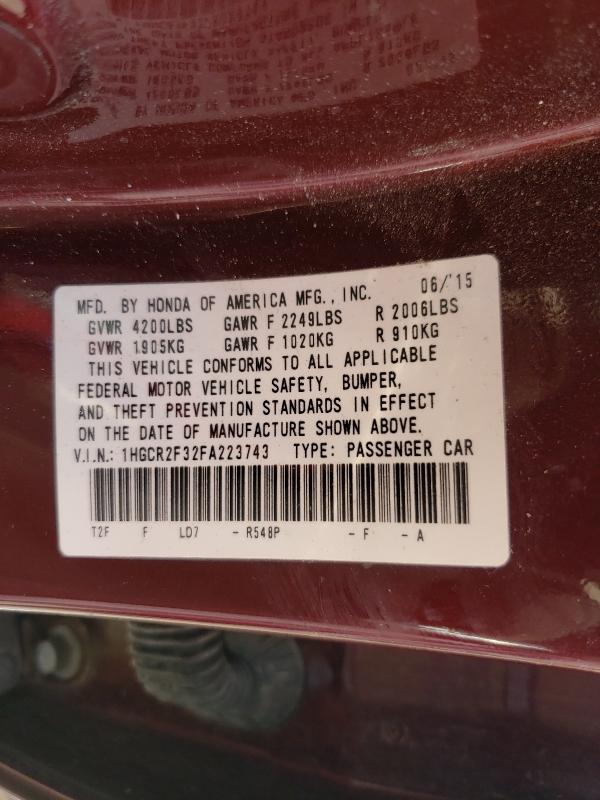 MFD. BY HONDA OF AMERICA MFG., INC. 06/'15
GVWR 4200LBS GAWR F 2249LBS R 2006LBS
GVWR 1905KG GAWR F 1020KG R 910KG
THIS VEHICLE CONFORMS TO ALL APPLICABLE
FEDERAL MOTOR VEHICLE SAFETY, BUMPER,
AND THEFT PREVENTION STANDARDS IN EFFECT
ON THE DATE OF MANUFACTURE SHOWN ABOVE.
V.I.N.: 1HGCR2F32FA223743 TYPE: PASSENGER CAR
T2F F LD7 - R548P - F - A